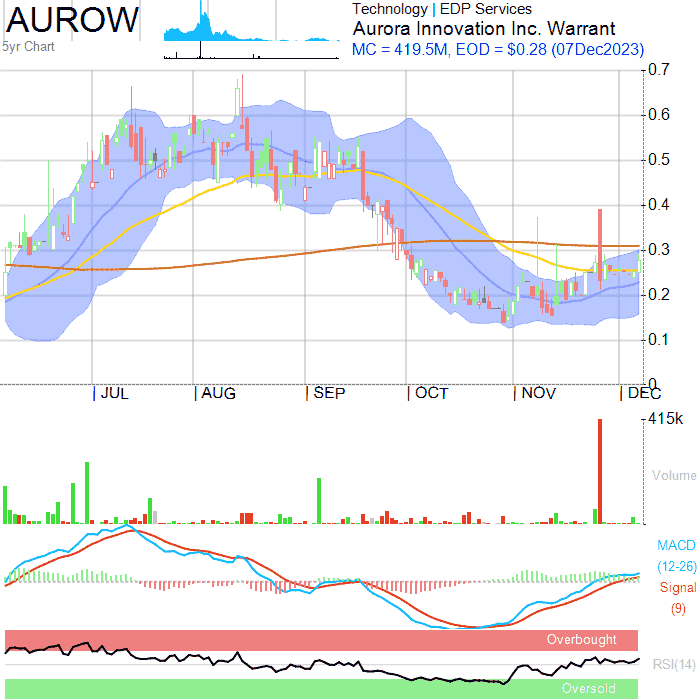 AUROW
5yr Chart
Technology | EDP Services
Aurora Innovation Inc. Warrant
MC = 419.5M, EOD = $0.28 (07Dec2023)
0.7
0.6
0.5
0.4
0.3
0.2
0.1
0
JUL AUG SEP OCT NOV DEC
415k
Volume
MACD
(12-26)
Signal
(9)
Overbought
RSI(14)
Oversold